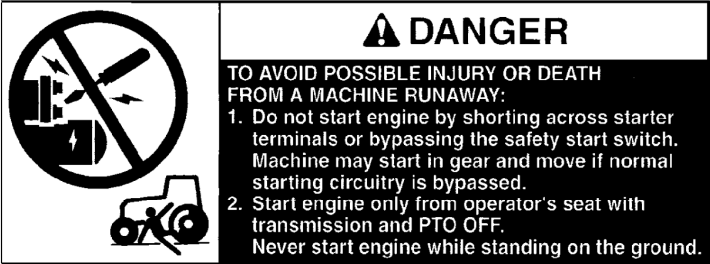 DANGER
TO AVOID POSSIBLE INJURY OR DEATH
FROM A MACHINE RUNAWAY:
1. Do not start engine by shorting across starter
terminals or bypassing the safety start switch.
Machine may start in gear and move if normal
starting circuitry is bypassed.
2. Start engine only from operator's seat with
transmission and PTO OFF.
Never start engine while standing on the ground.